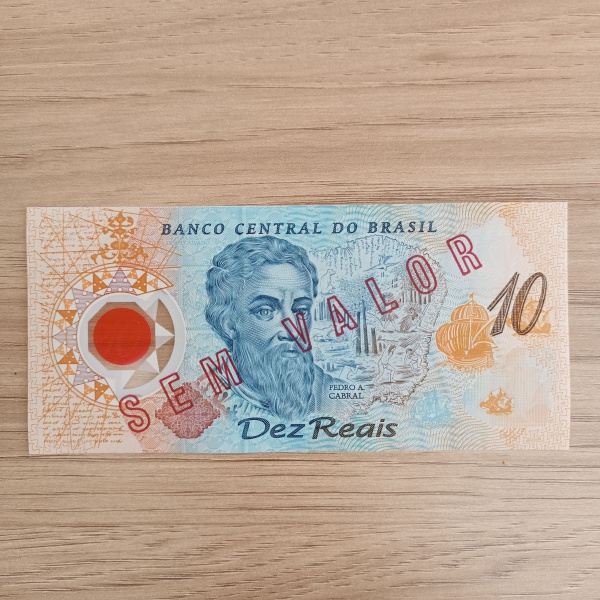 BANCO CENTRAL DO BRASIL
SEM VALOR
10
PEDRO A.
CABRAL
Dez Reais